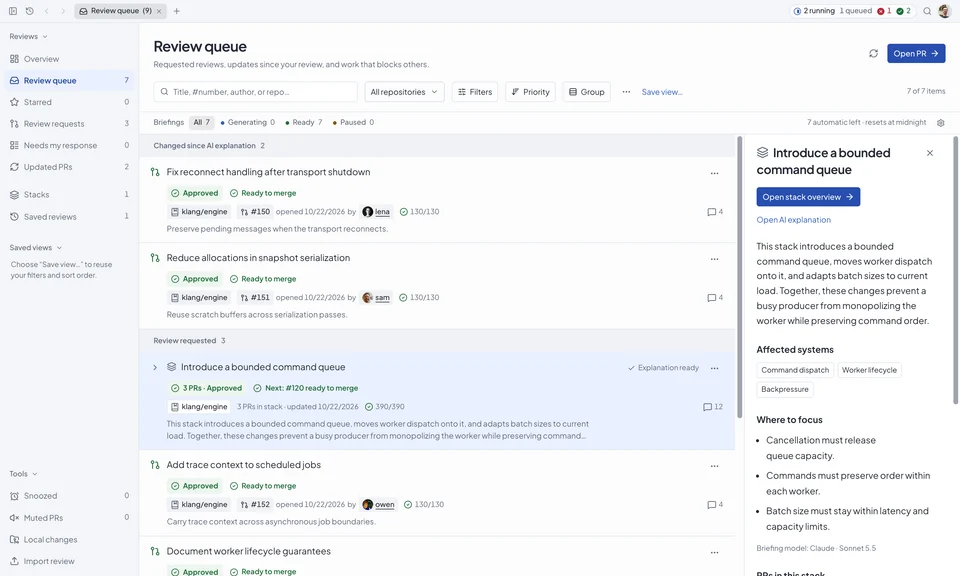 Review queue (9)
2 running 1 queued 1 2
Reviews
Overview
Review queue 7
Starred 0
Review requests 3
Needs my response 0
Updated PRs 2
Stacks 1
Saved reviews 1
Saved views
Choose "Save view..." to reuse
your filters and sort order.
Tools
Snoozed 0
Muted PRs 0
Local changes
Import review
Review queue
Requested reviews, updates since your review, and work that blocks others.
Open PR
Title, #number, author, or repo...
All repositories
Filters
Priority
Group
Save view...
7 of 7 items
Briefings All 7 Generating 0 Ready 7 Paused 0
7 automatic left · resets at midnight
Changed since AI explanation 2
Fix reconnect handling after transport shutdown
Approved Ready to merge
klang/engine #150 opened 10/22/2026 by lena 130/130 4
Preserve pending messages when the transport reconnects.
Reduce allocations in snapshot serialization
Approved Ready to merge
klang/engine #151 opened 10/22/2026 by sam 130/130 4
Reuse scratch buffers across serialization passes.
Review requested 3
Introduce a bounded command queue Explanation ready
3 PRs · Approved Next: #120 ready to merge
klang/engine 3 PRs in stack · updated 10/22/2026 390/390 12
This stack introduces a bounded command queue, moves worker dispatch onto it, and adapts batch sizes to current
load. Together, these changes prevent a busy producer from monopolizing the worker while preserving command...
Add trace context to scheduled jobs
Approved Ready to merge
klang/engine #152 opened 10/22/2026 by owen 130/130 4
Carry trace context across asynchronous job boundaries.
Document worker lifecycle guarantees
Approved Ready to merge
Introduce a bounded
command queue
Open stack overview
Open AI explanation
This stack introduces a bounded
command queue, moves worker dispatch
onto it, and adapts batch sizes to current
load. Together, these changes prevent a
busy producer from monopolizing the
worker while preserving command order.
Affected systems
Command dispatch Worker lifecycle
Backpressure
Where to focus
• Cancellation must release
queue capacity.
• Commands must preserve order within
each worker.
• Batch size must stay within latency and
capacity limits.
Briefing model: Claude · Sonnet 5.5
PRs in this stack